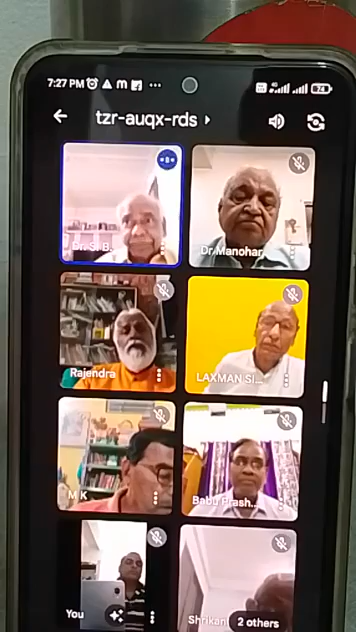 7:27 PM
tzr-auqx-rds
Dr. S. B.
Dr Manohar
Rajendra
LAXMAN SI...
M K
Babu Prash...
You
Shrikan
2 others